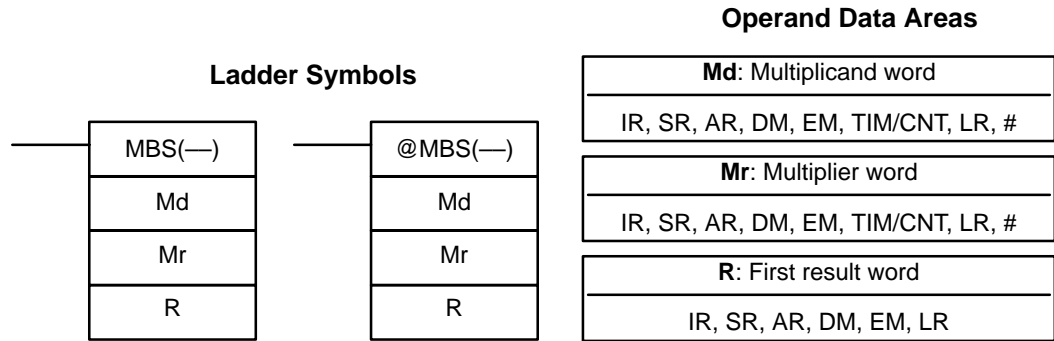 Ladder Symbols
MBS(––)
Md
Mr
R
@MBS(––)
Md
Mr
R
Operand Data Areas
Md: Multiplicand word
IR, SR, AR, DM, EM, TIM/CNT, LR, #
Mr: Multiplier word
IR, SR, AR, DM, EM, TIM/CNT, LR, #
R: First result word
IR, SR, AR, DM, EM, LR